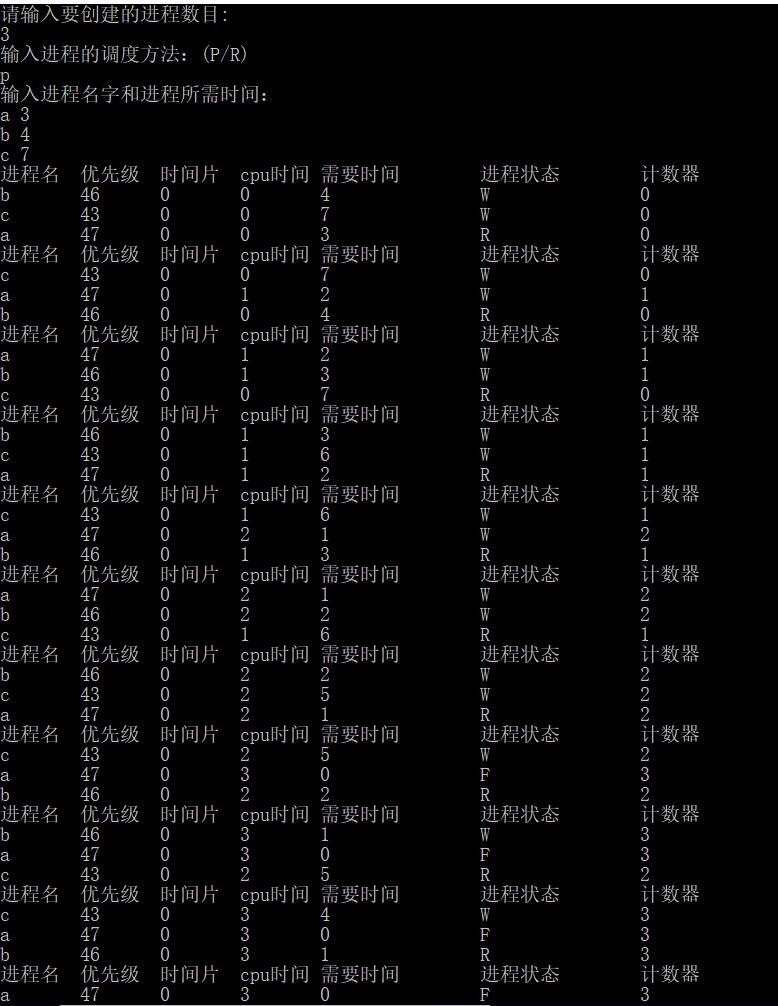 请输入要创建的进程数目:
3
输入进程的调度方法：(P/R)
p
输入进程名字和进程所需时间：
a 3
b 4
c 7
进程名 优先级 时间片 cpu时间 需要时间 进程状态 计数器
b 46 0 0 4 W 0
c 43 0 0 7 W 0
a 47 0 0 3 R 0
进程名 优先级 时间片 cpu时间 需要时间 进程状态 计数器
c 43 0 0 7 W 0
a 47 0 1 2 W 1
b 46 0 0 4 R 0
进程名 优先级 时间片 cpu时间 需要时间 进程状态 计数器
a 47 0 1 2 W 1
b 46 0 1 3 W 1
c 43 0 0 7 R 0
进程名 优先级 时间片 cpu时间 需要时间 进程状态 计数器
b 46 0 1 3 W 1
c 43 0 1 6 W 1
a 47 0 1 2 R 1
进程名 优先级 时间片 cpu时间 需要时间 进程状态 计数器
c 43 0 1 6 W 1
a 47 0 2 1 W 2
b 46 0 1 3 R 1
进程名 优先级 时间片 cpu时间 需要时间 进程状态 计数器
a 47 0 2 1 W 2
b 46 0 2 2 W 2
c 43 0 1 6 R 1
进程名 优先级 时间片 cpu时间 需要时间 进程状态 计数器
b 46 0 2 2 W 2
c 43 0 2 5 W 2
a 47 0 2 1 R 2
进程名 优先级 时间片 cpu时间 需要时间 进程状态 计数器
c 43 0 2 5 W 2
a 47 0 3 0 F 3
b 46 0 2 2 R 2
进程名 优先级 时间片 cpu时间 需要时间 进程状态 计数器
b 46 0 3 1 W 3
a 47 0 3 0 F 3
c 43 0 2 5 R 2
进程名 优先级 时间片 cpu时间 需要时间 进程状态 计数器
c 43 0 3 4 W 3
a 47 0 3 0 F 3
b 46 0 3 1 R 3
进程名 优先级 时间片 cpu时间 需要时间 进程状态 计数器
a 47 0 3 0 F 3